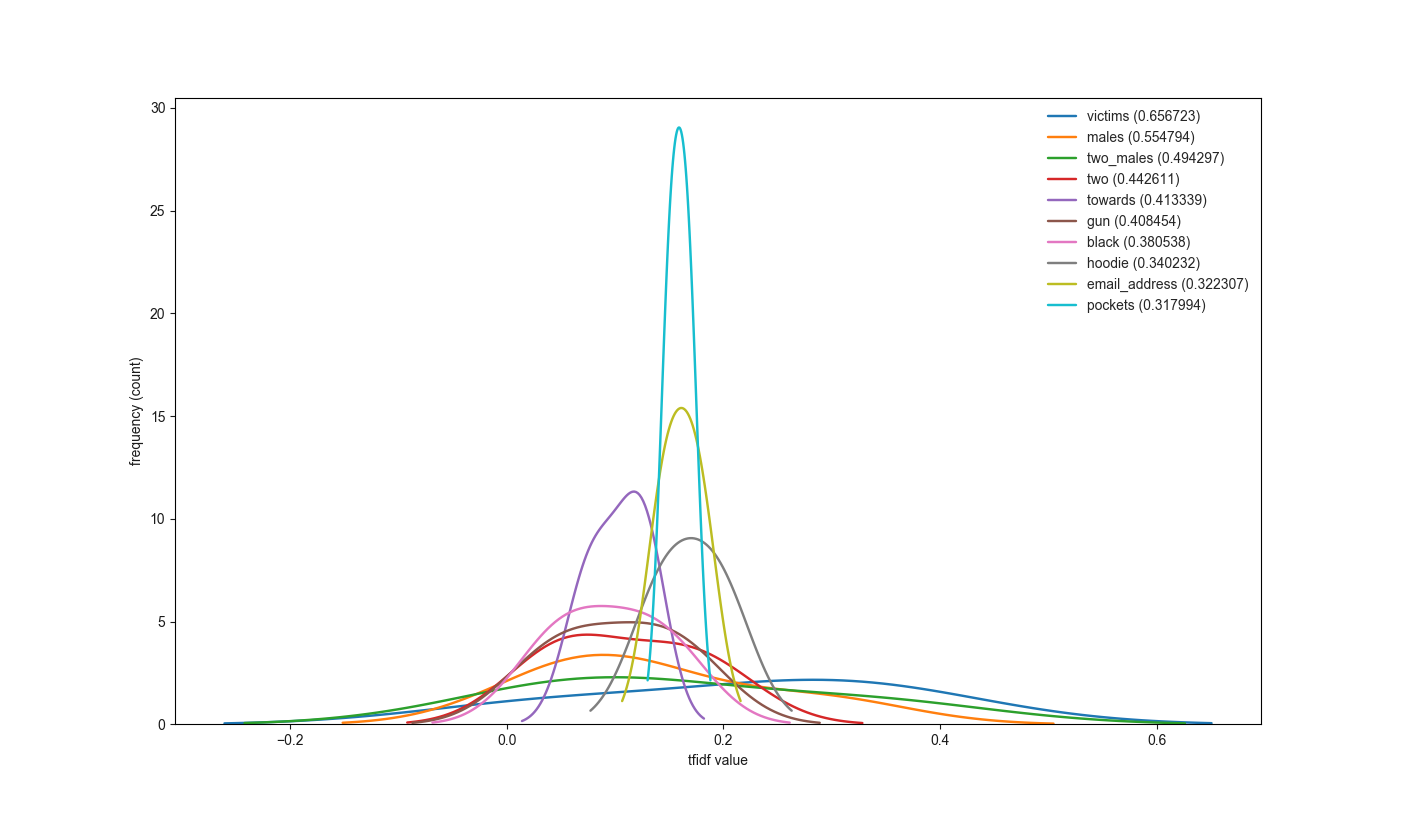 30
25
20
15
10
5
0
frequency (count)
victims (0.656723)
males (0.554794)
two_males (0.494297)
two (0.442611)
towards (0.413339)
gun (0.408454)
black (0.380538)
hoodie (0.340232)
email_address (0.322307)
pockets (0.317994)
−0.2 0.0 0.2 0.4 0.6
tfidf value